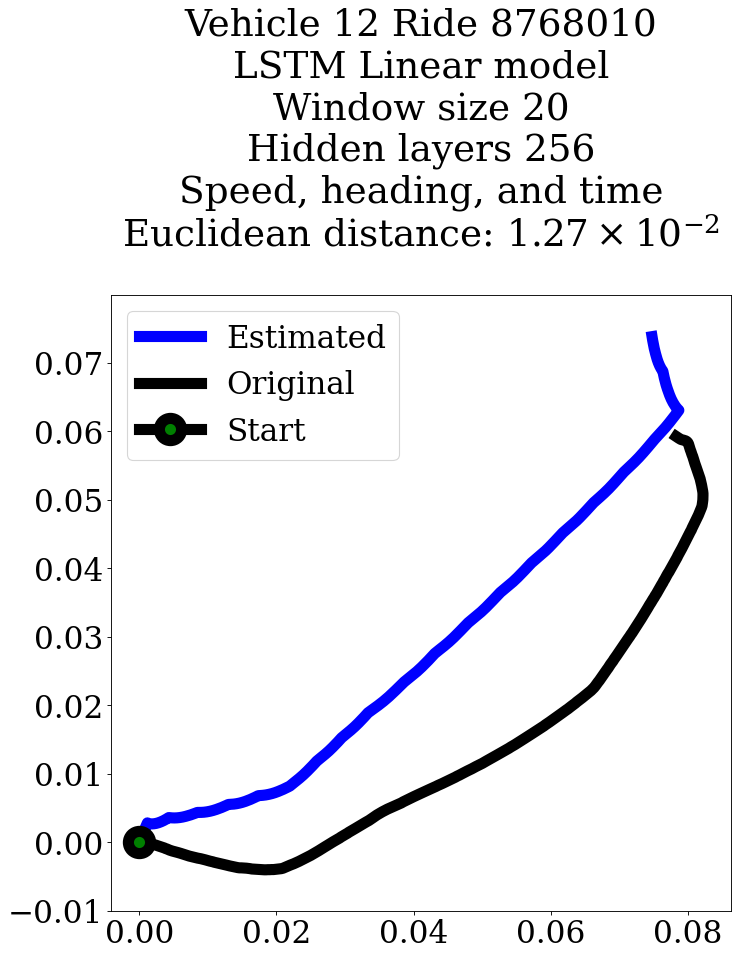 Vehicle 12 Ride 8768010
LSTM Linear model
Window size 20
Hidden layers 256
Speed, heading, and time
Euclidean distance: 1.27 × 10⁻²
Estimated
Original
Start
0.07
0.06
0.05
0.04
0.03
0.02
0.01
0.00
−0.01
0.00 0.02 0.04 0.06 0.08